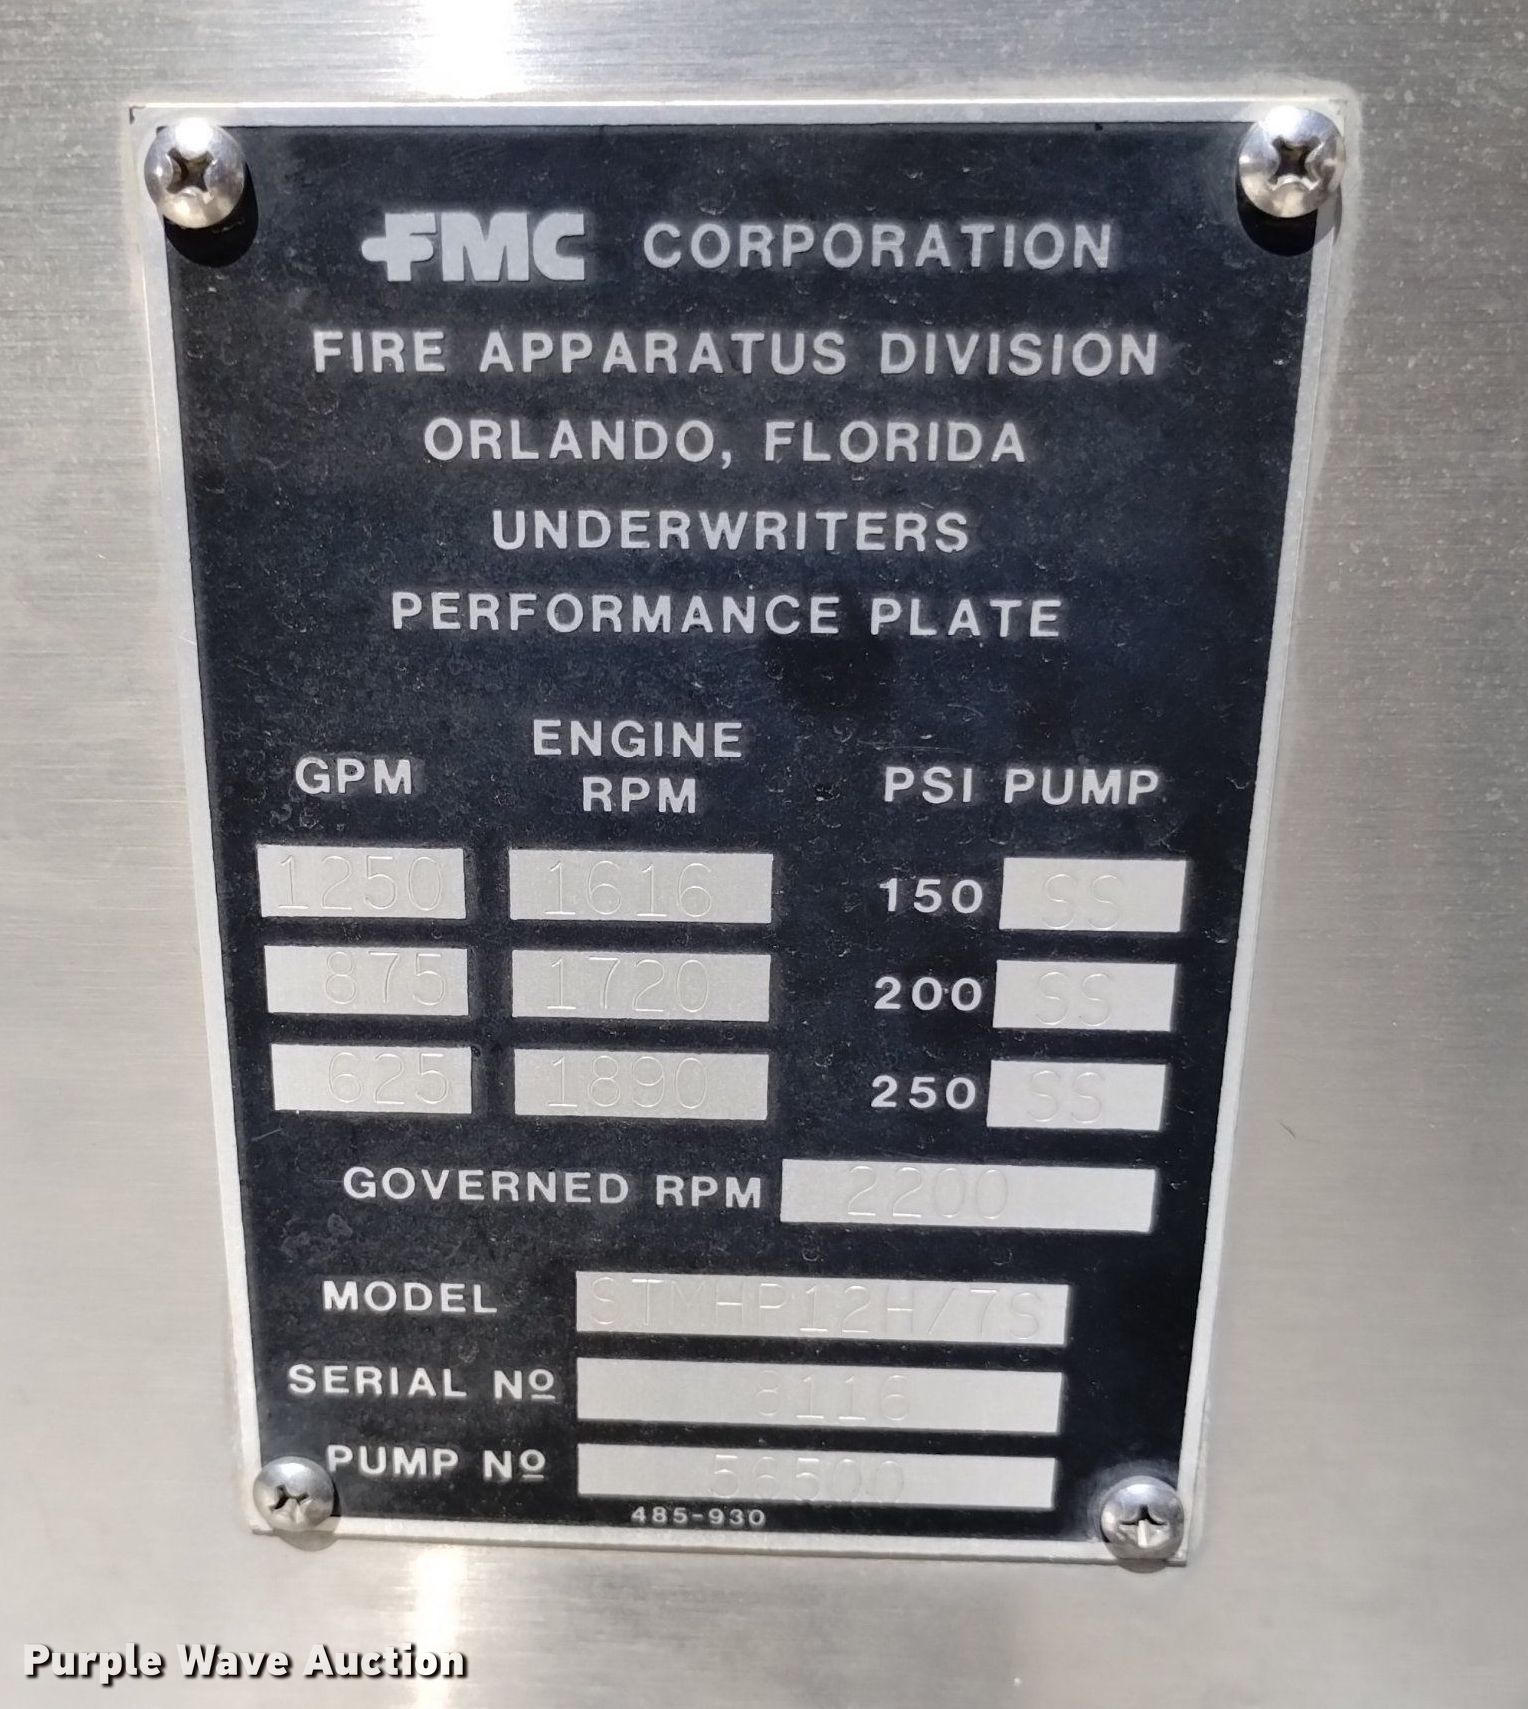 FMC CORPORATION
FIRE APPARATUS DIVISION
ORLANDO, FLORIDA
UNDERWRITERS
PERFORMANCE PLATE
GPM ENGINE RPM PSI PUMP
1250 1616 150 SS
875 1720 200 SS
625 1890 250 SS
GOVERNED RPM 2200
MODEL STMHP12H/7S
SERIAL Nº 8116
PUMP Nº 56500
485-930
Purple Wave Auction